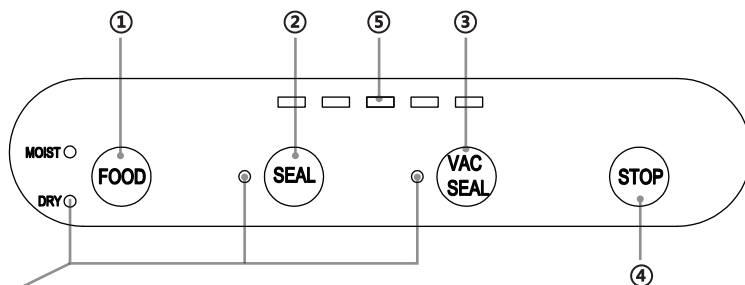 ① ② ⑤ ③
MOIST
FOOD
DRY
SEAL
VAC
SEAL
STOP
④